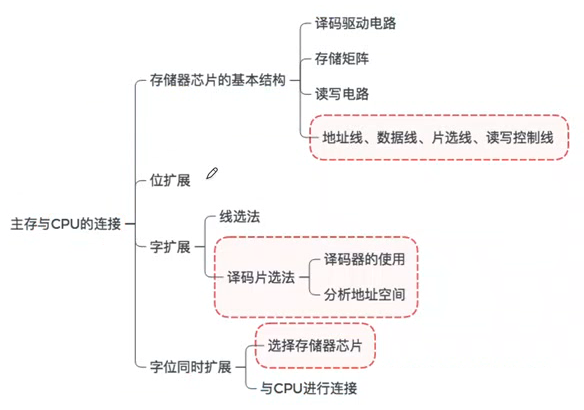 主存与CPU的连接
存储器芯片的基本结构
译码驱动电路
存储矩阵
读写电路
地址线、数据线、片选线、读写控制线
位扩展
字扩展
线选法
译码片选法
译码器的使用
分析地址空间
字位同时扩展
选择存储器芯片
与CPU进行连接